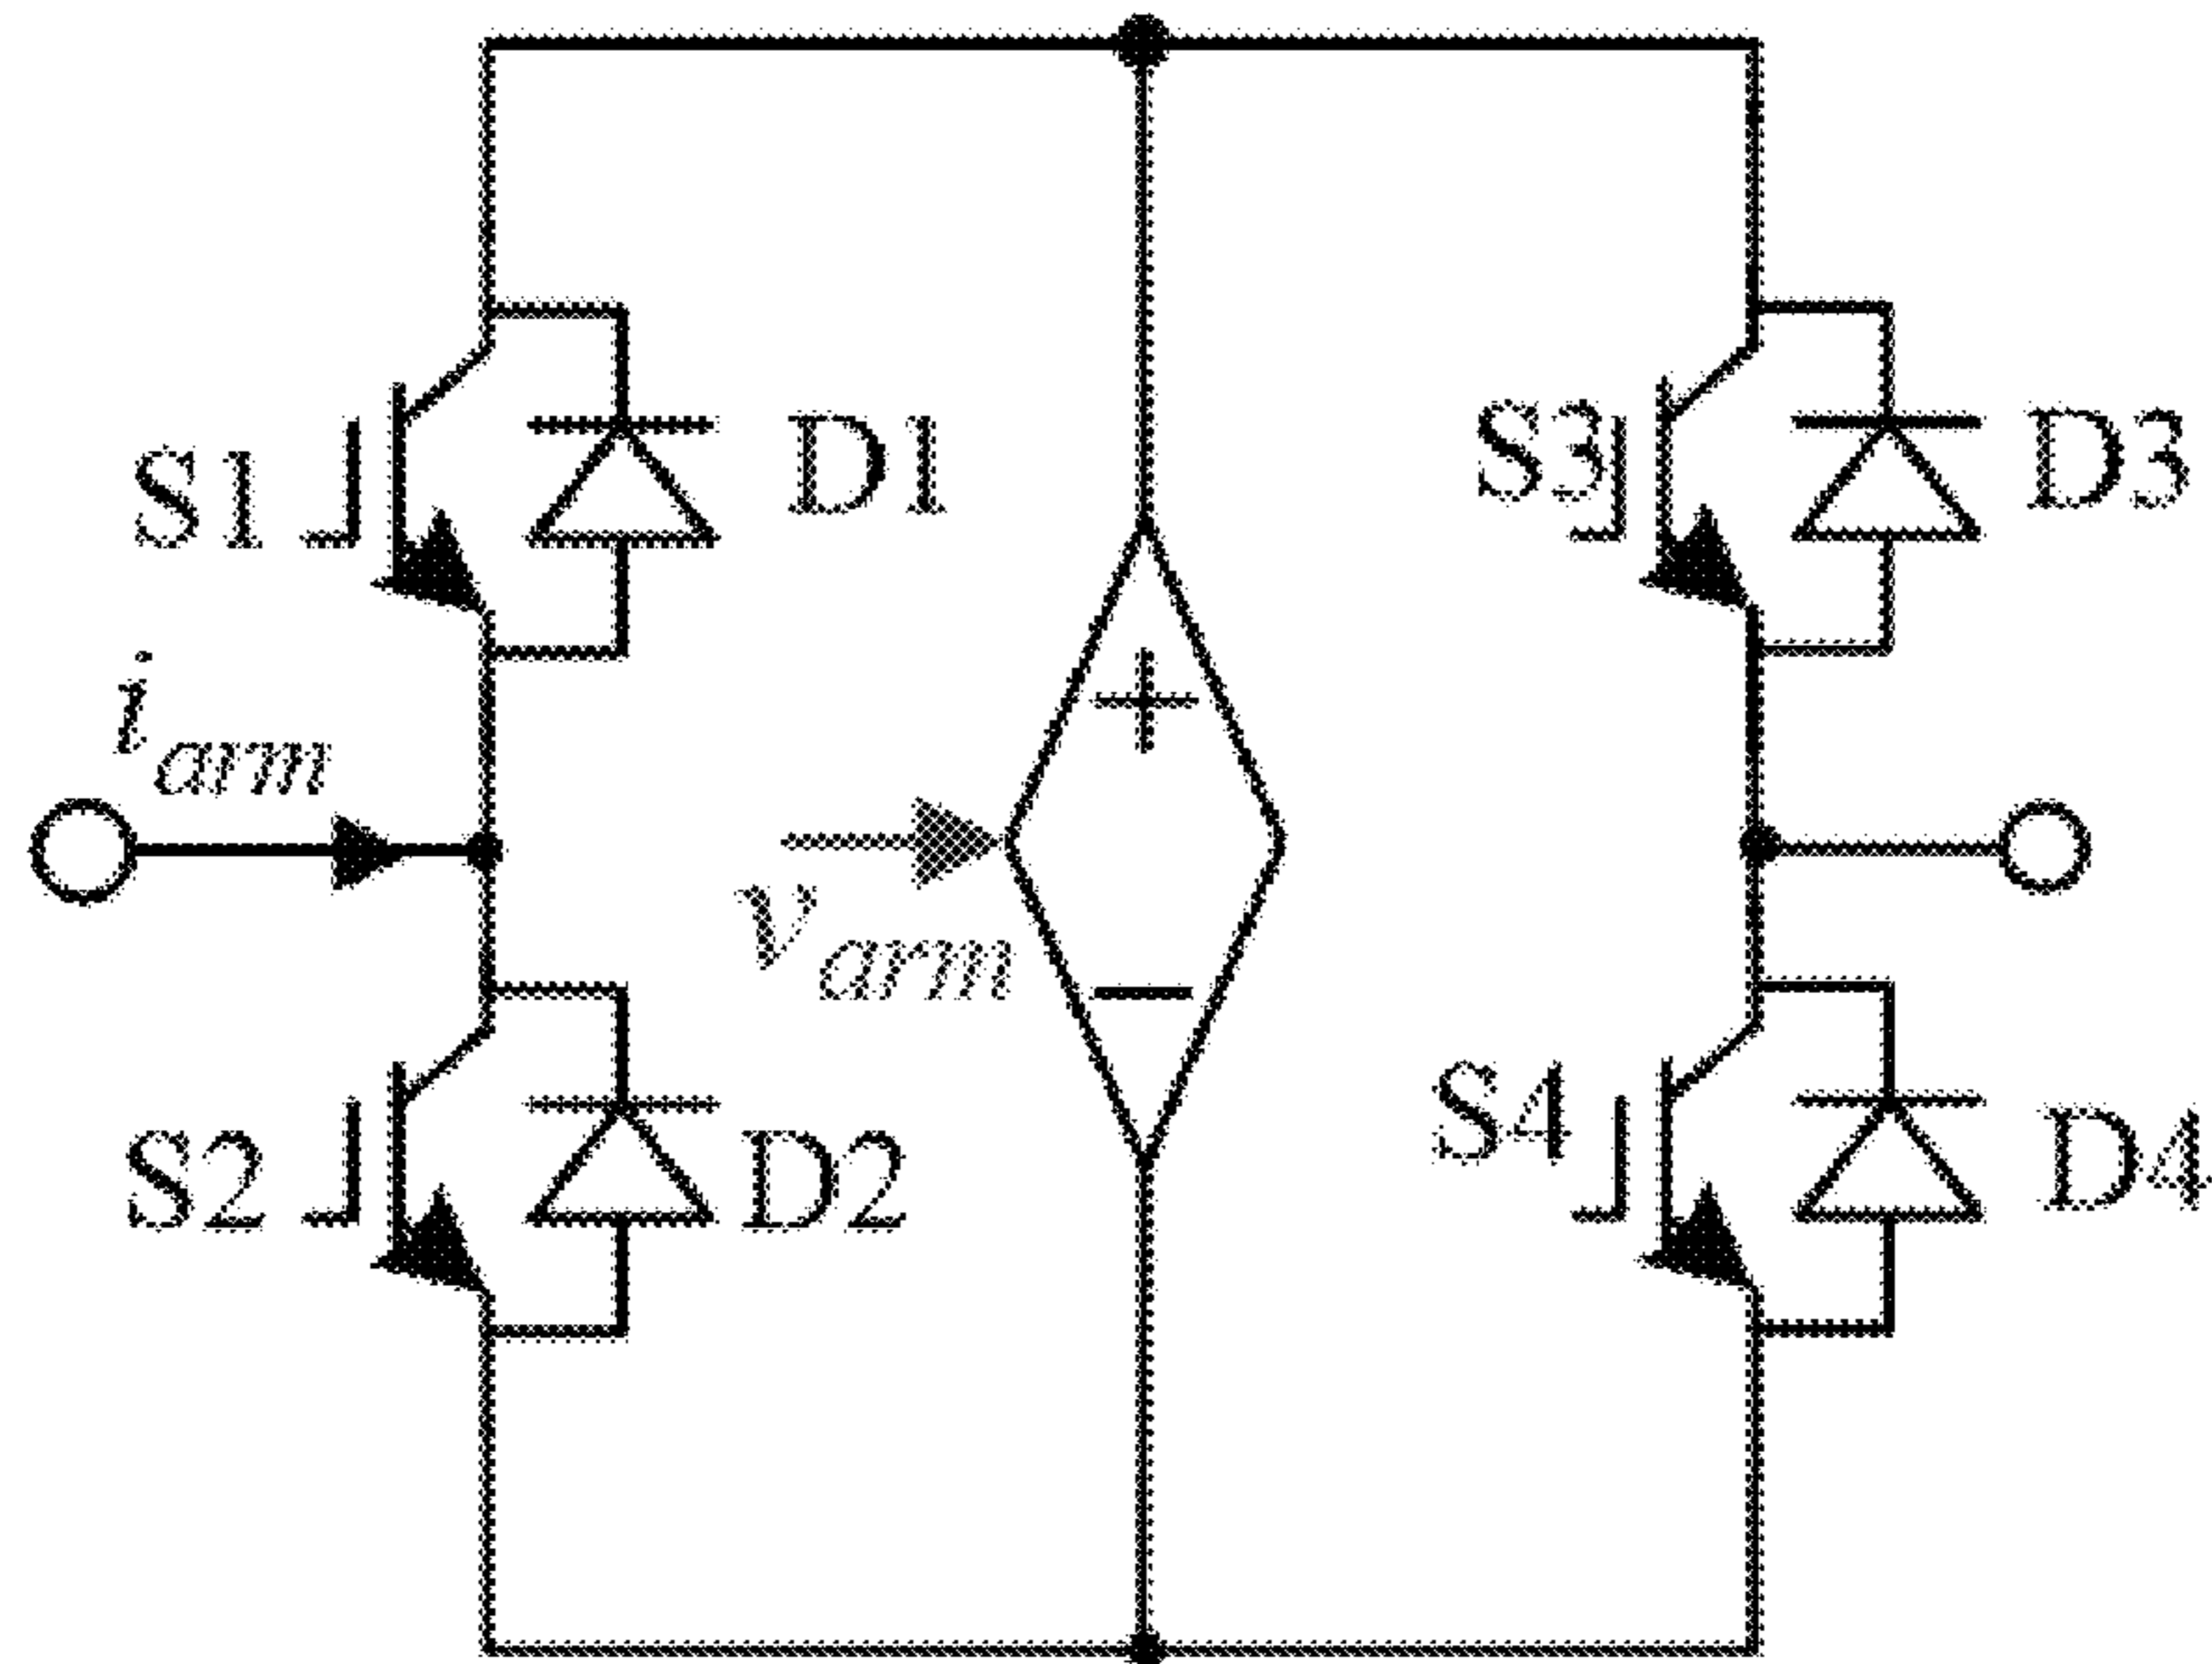 S1
D1
S3
D3
i_arm
+
v_arm
−
S2
D2
S4
D4